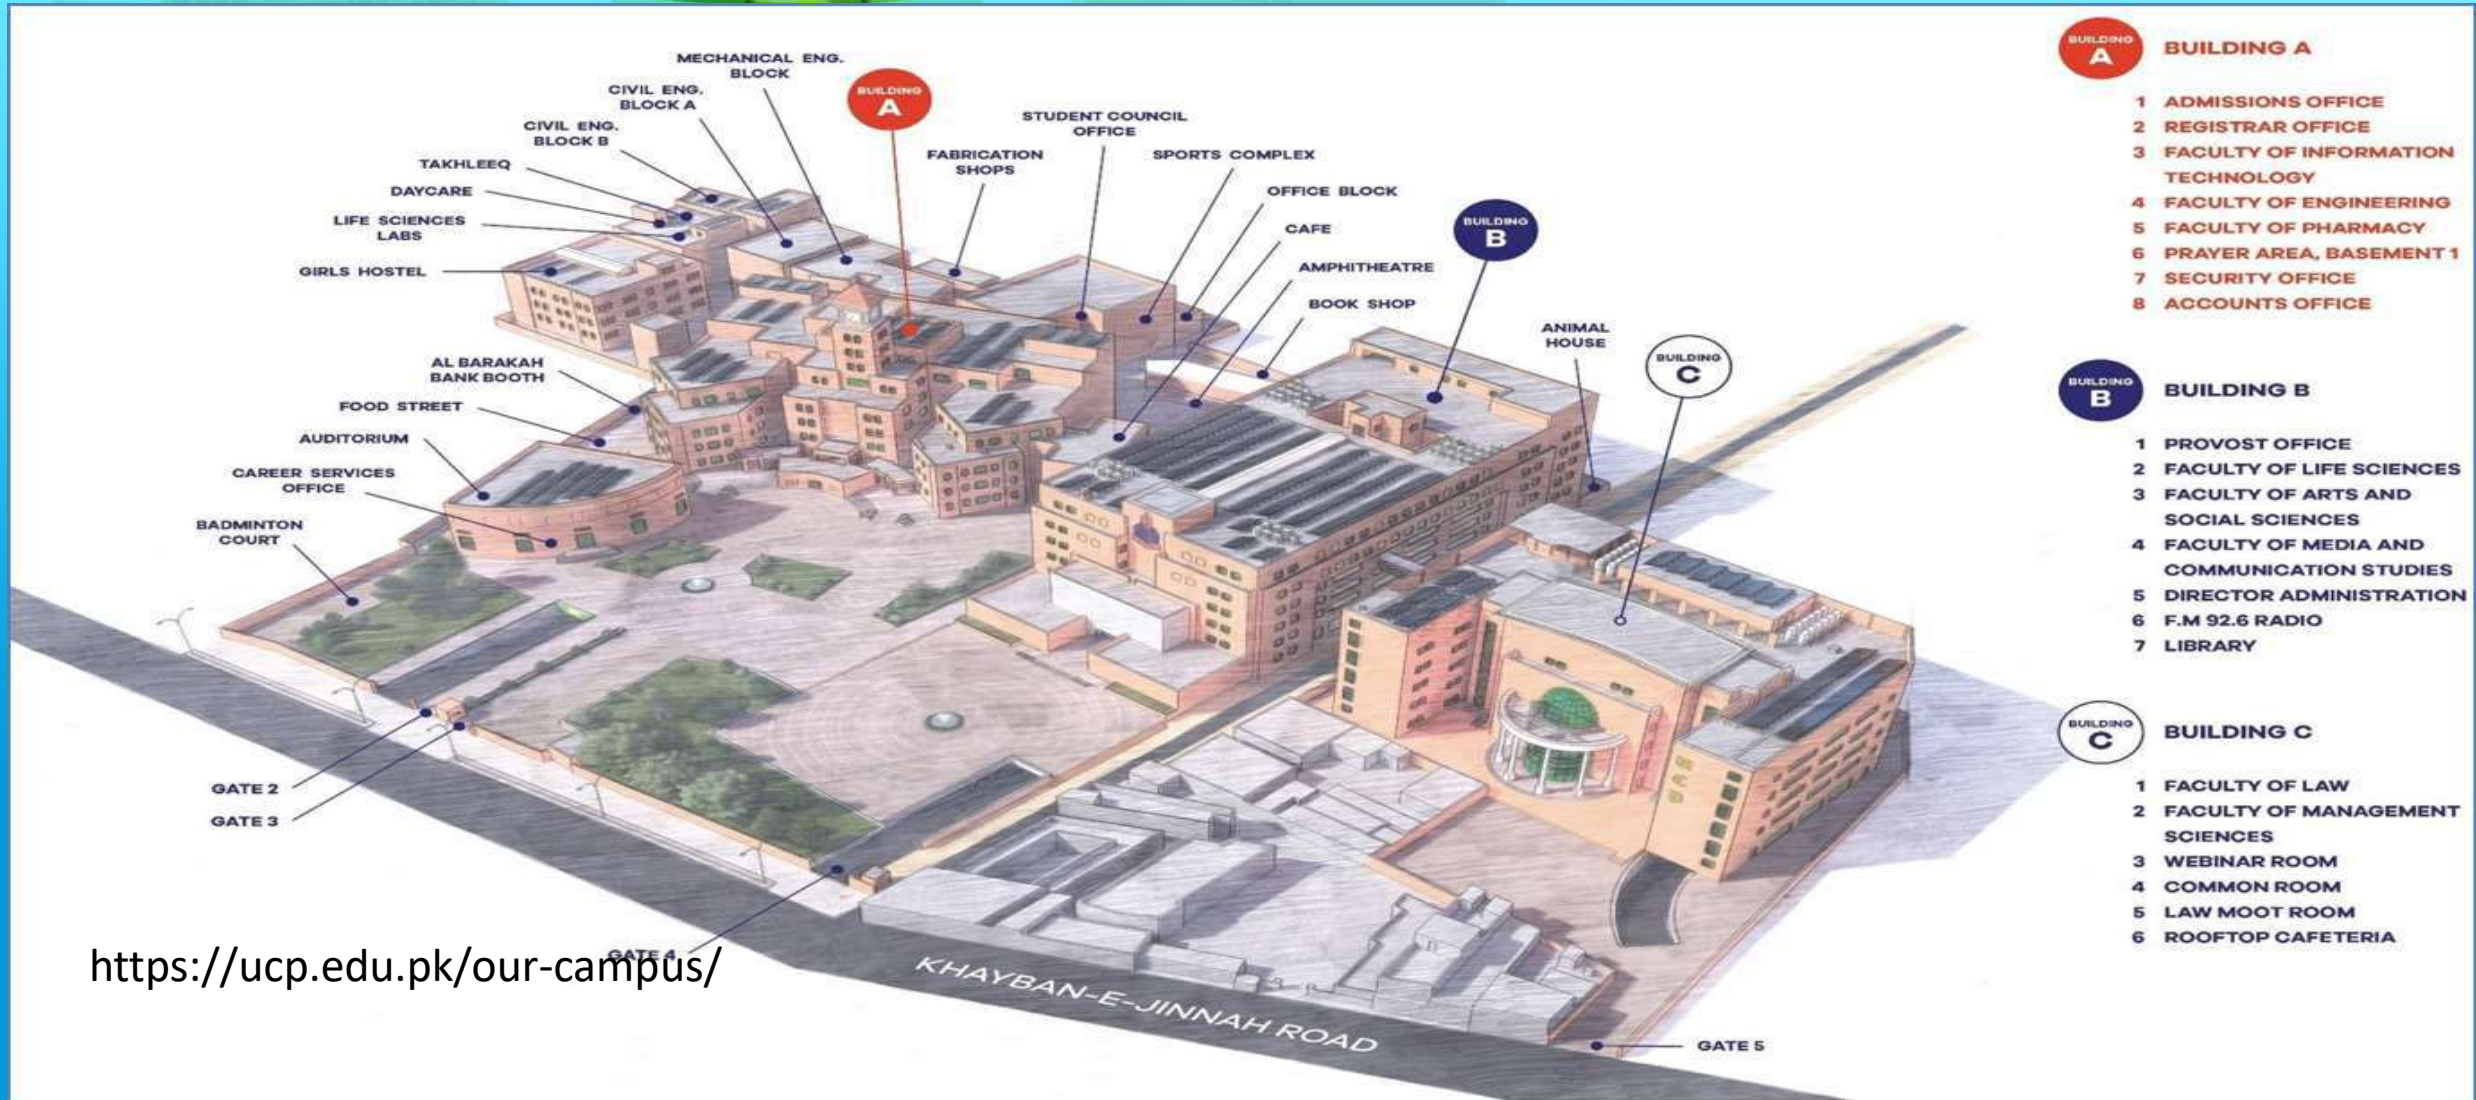 MECHANICAL ENG.
BLOCK
CIVIL ENG.
BLOCK A
CIVIL ENG.
BLOCK B
TAKHLEEQ
DAYCARE
LIFE SCIENCES
LABS
GIRLS HOSTEL
BUILDING
A
FABRICATION
SHOPS
STUDENT COUNCIL
OFFICE
SPORTS COMPLEX
OFFICE BLOCK
CAFE
AMPHITHEATRE
BOOK SHOP
BUILDING
B
ANIMAL
HOUSE
BUILDING
C
AL BARAKAH
BANK BOOTH
FOOD STREET
AUDITORIUM
CAREER SERVICES
OFFICE
BADMINTON
COURT
GATE 2
GATE 3
GATE 4
https://ucp.edu.pk/our-campus/
KHAYBAN-E-JINNAH ROAD
GATE 5
UCP
BUILDING
A
BUILDING A
1 ADMISSIONS OFFICE
2 REGISTRAR OFFICE
3 FACULTY OF INFORMATION
TECHNOLOGY
4 FACULTY OF ENGINEERING
5 FACULTY OF PHARMACY
6 PRAYER AREA, BASEMENT 1
7 SECURITY OFFICE
8 ACCOUNTS OFFICE
BUILDING
B
BUILDING B
1 PROVOST OFFICE
2 FACULTY OF LIFE SCIENCES
3 FACULTY OF ARTS AND
SOCIAL SCIENCES
4 FACULTY OF MEDIA AND
COMMUNICATION STUDIES
5 DIRECTOR ADMINISTRATION
6 F.M 92.6 RADIO
7 LIBRARY
BUILDING
C
BUILDING C
1 FACULTY OF LAW
2 FACULTY OF MANAGEMENT
SCIENCES
3 WEBINAR ROOM
4 COMMON ROOM
5 LAW MOOT ROOM
6 ROOFTOP CAFETERIA